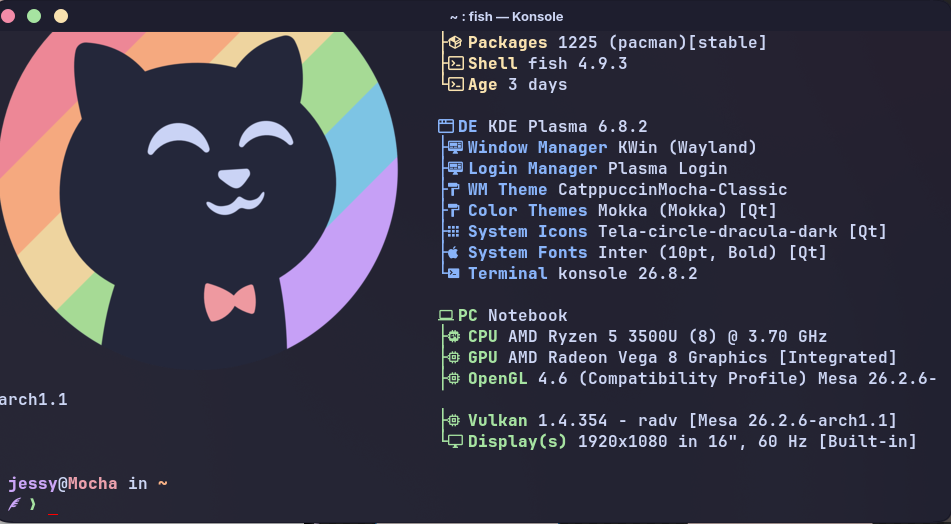 ~ : fish — Konsole
Packages 1225 (pacman)[stable]
Shell fish 4.9.3
Age 3 days
DE KDE Plasma 6.8.2
Window Manager KWin (Wayland)
Login Manager Plasma Login
WM Theme CatppuccinMocha-Classic
Color Themes Mokka (Mokka) [Qt]
System Icons Tela-circle-dracula-dark [Qt]
System Fonts Inter (10pt, Bold) [Qt]
Terminal konsole 26.8.2
PC Notebook
CPU AMD Ryzen 5 3500U (8) @ 3.70 GHz
GPU AMD Radeon Vega 8 Graphics [Integrated]
OpenGL 4.6 (Compatibility Profile) Mesa 26.2.6-
arch1.1
Vulkan 1.4.354 - radv [Mesa 26.2.6-arch1.1]
Display(s) 1920x1080 in 16", 60 Hz [Built-in]
jessy@Mocha in ~
❯ _